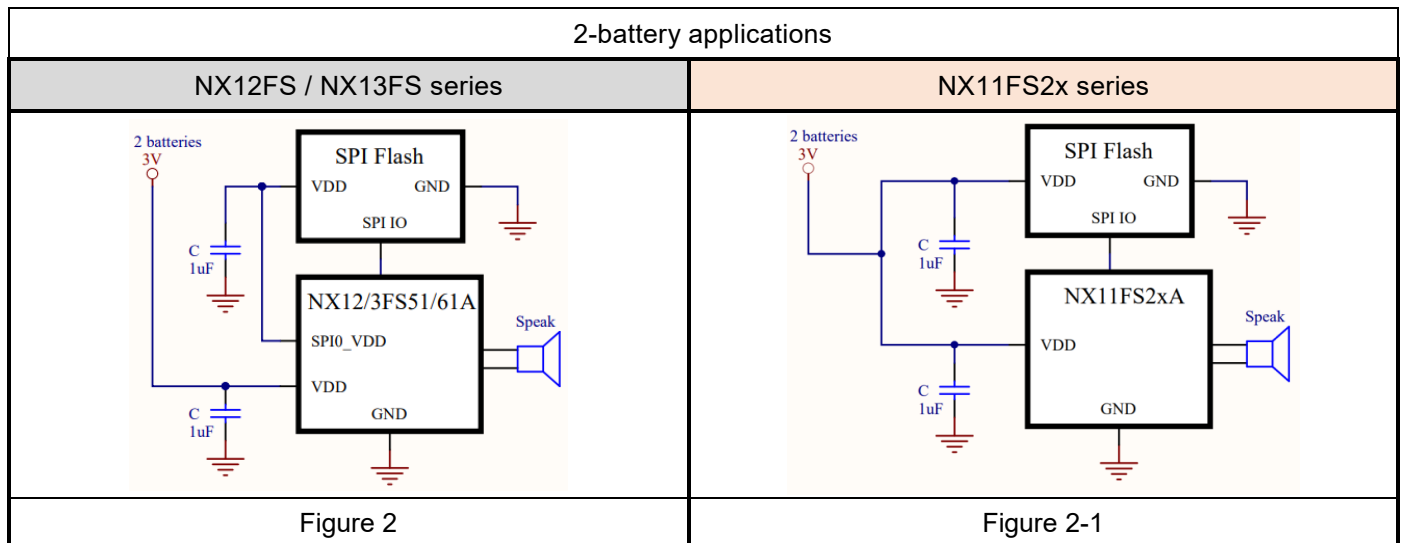 2-battery applications
NX12FS / NX13FS series
NX11FS2x series
2 batteries
3V
SPI Flash
VDD
GND
SPI IO
C
1uF
NX12/3FS51/61A
SPI0_VDD
VDD
GND
Speak
C
1uF
2 batteries
3V
SPI Flash
VDD
GND
SPI IO
C
1uF
NX11FS2xA
VDD
GND
Speak
C
1uF
Figure 2
Figure 2-1